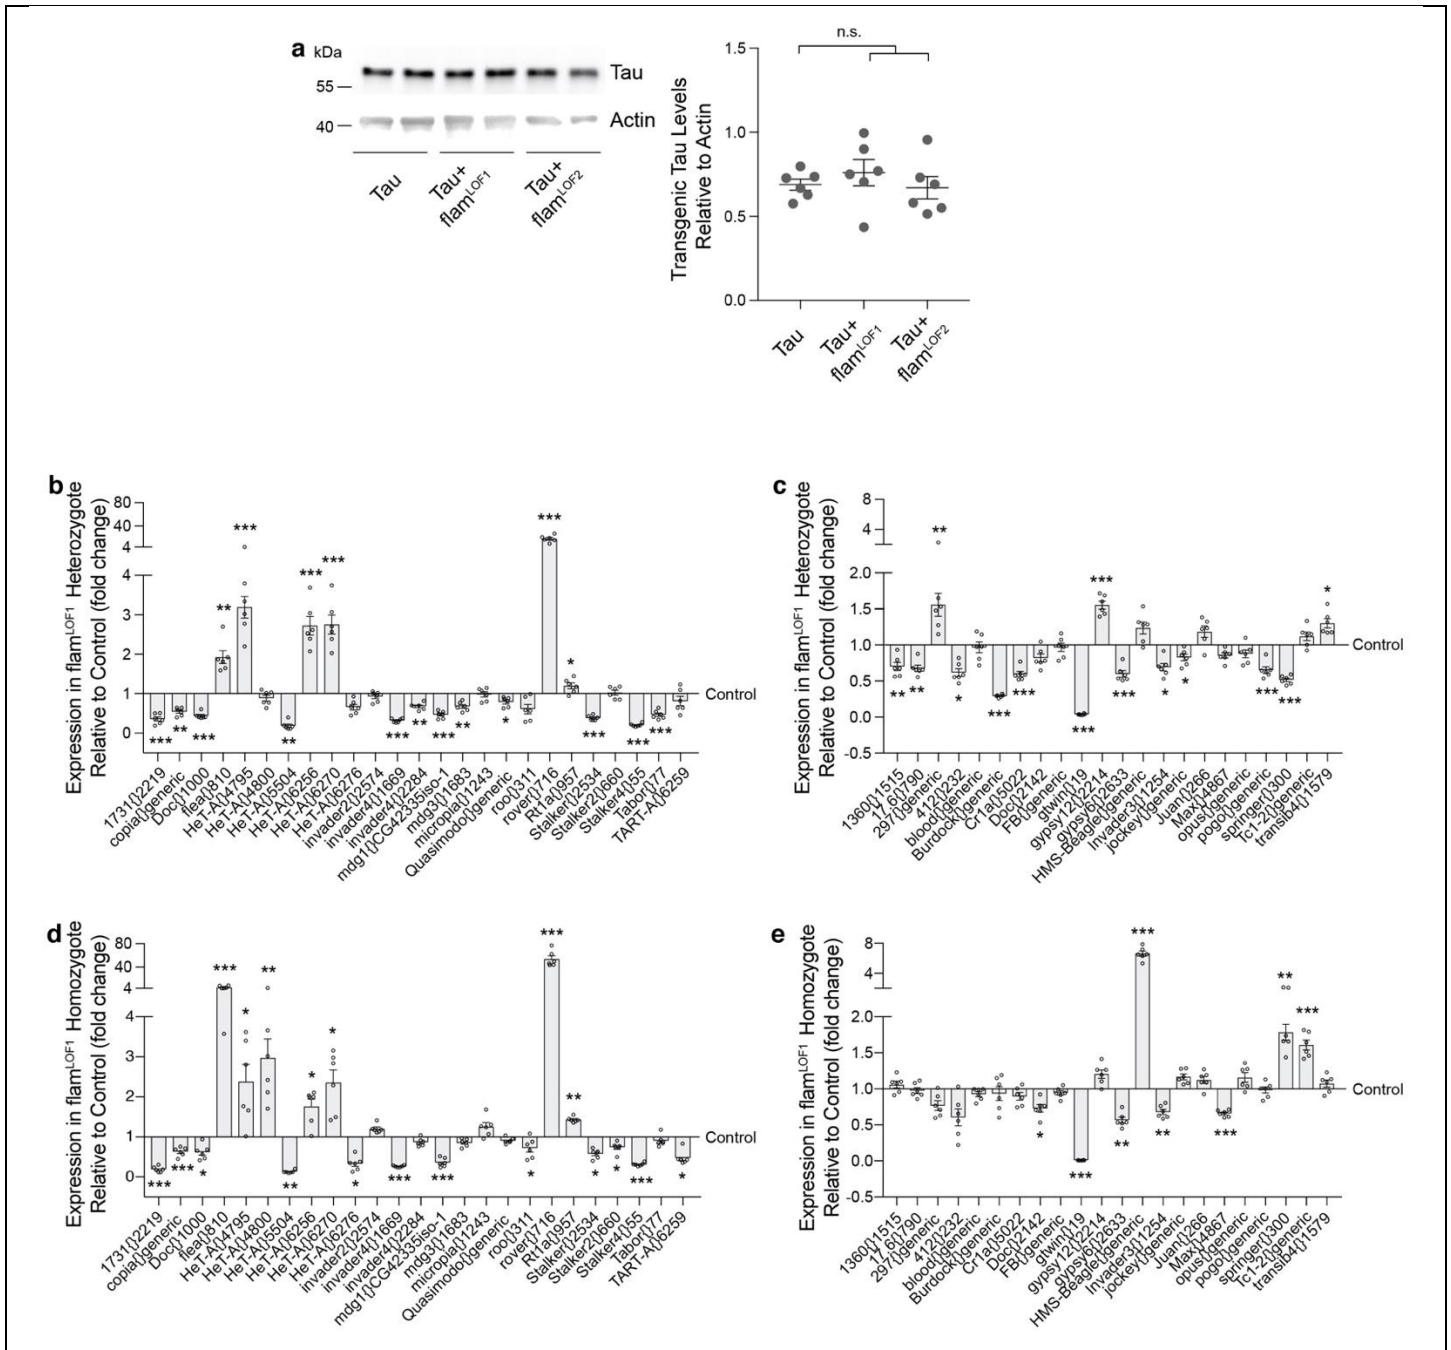 a kDa
55
40
Tau
Actin
Tau
Tau+
flam^LOF1
Tau+
flam^LOF2
Transgenic Tau Levels
Relative to Actin
1.5
1.0
0.5
0.0
n.s.
Tau
Tau+
flam^LOF1
Tau+
flam^LOF2
b
Expression in flam^LOF1 Heterozygote
Relative to Control (fold change)
80
40
4
4
3
2
1
0
*** ** *** ** *** ** *** *** *** ** *** ** * *** * *** *** ***
Control
1731{}2219
copia{}generic
Doc{}1000
flea{}810
HeT-A{}4795
HeT-A{}4800
HeT-A{}5504
HeT-A{}6256
HeT-A{}6270
HeT-A{}6276
invader2{}2574
invader4{}1669
invader4{}2284
mdg1{}CG42335iso-1
mdg3{}1683
micropia{}1243
Quasimodo{}generic
roo{}311
rover{}716
Rt1a{}957
Stalker{}2534
Stalker2{}660
Stalker4{}55
Tabor{}77
TART-A{}6259
c
Expression in flam^LOF1 Heterozygote
Relative to Control (fold change)
8
4
2.0
1.5
1.0
0.5
0.0
-0.5
** ** ** * *** *** *** *** *** * * *** *** *
Control
1360{}1515
17.6{}790
297{}generic
412{}232
blood{}generic
Burdock{}generic
Cr1a{}5022
Doc{}2142
FB{}generic
gtwin{}19
gypsy12{}214
gypsy6{}2633
HMS-Beagle{}generic
Invader3{}1254
jockey{}generic
Juan{}266
Max{}4867
opus{}generic
pogo{}generic
springer{}300
Tc1-2{}generic
transib4{}1579
d
Expression in flam^LOF1 Homozygote
Relative to Control (fold change)
80
40
4
4
3
2
1
0
*** *** * *** * ** ** * * * *** *** * *** ** * * *** *
Control
1731{}2219
copia{}generic
Doc{}1000
flea{}810
HeT-A{}4795
HeT-A{}4800
HeT-A{}5504
HeT-A{}6256
HeT-A{}6270
HeT-A{}6276
invader2{}2574
invader4{}1669
invader4{}2284
mdg1{}CG42335iso-1
mdg3{}1683
micropia{}1243
Quasimodo{}generic
roo{}311
rover{}716
Rt1a{}957
Stalker{}2534
Stalker2{}660
Stalker4{}55
Tabor{}77
TART-A{}6259
e
Expression in flam^LOF1 Homozygote
Relative to Control (fold change)
8
4
2.0
1.5
1.0
0.5
0.0
-0.5
* *** ** *** ** *** ** ***
Control
1360{}1515
17.6{}790
297{}generic
412{}232
blood{}generic
Burdock{}generic
Cr1a{}5022
Doc{}2142
FB{}generic
gtwin{}19
gypsy12{}214
gypsy6{}2633
HMS-Beagle{}generic
Invader3{}1254
jockey{}generic
Juan{}266
Max{}4867
opus{}generic
pogo{}generic
springer{}300
Tc1-2{}generic
transib4{}1579